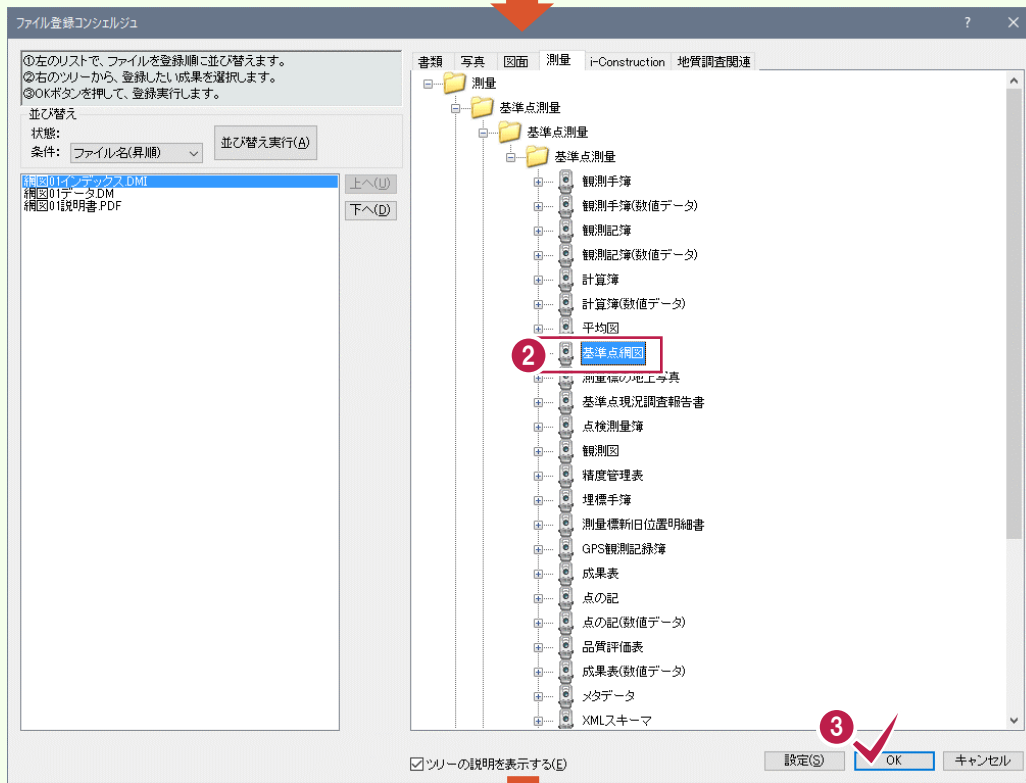 ファイル登録コンシェルジュ
?
×
①左のリストで、ファイルを登録順に並び替えます。
②右のツリーから、登録したい成果を選択します。
③OKボタンを押して、登録実行します。
並び替え
状態:
条件: ファイル名(昇順)
並び替え実行(A)
網図01インデックス.DMI
網図01データ.DM
網図01説明書.PDF
上へ(U)
下へ(D)
書類 写真 図面 測量 i-Construction 地質調査関連
測量
基準点測量
基準点測量
基準点測量
観測手簿
観測手簿(数値データ)
観測記簿
観測記簿(数値データ)
計算簿
計算簿(数値データ)
平均図
2 基準点網図
測量標の地上写真
基準点現況調査報告書
点検測量簿
観測図
精度管理表
埋標手簿
測量標新旧位置明細書
GPS観測記録簿
成果表
点の記
点の記(数値データ)
品質評価表
成果表(数値データ)
メタデータ
XMLスキーマ
ツリーの説明を表示する(E)
3
設定(S) OK キャンセル